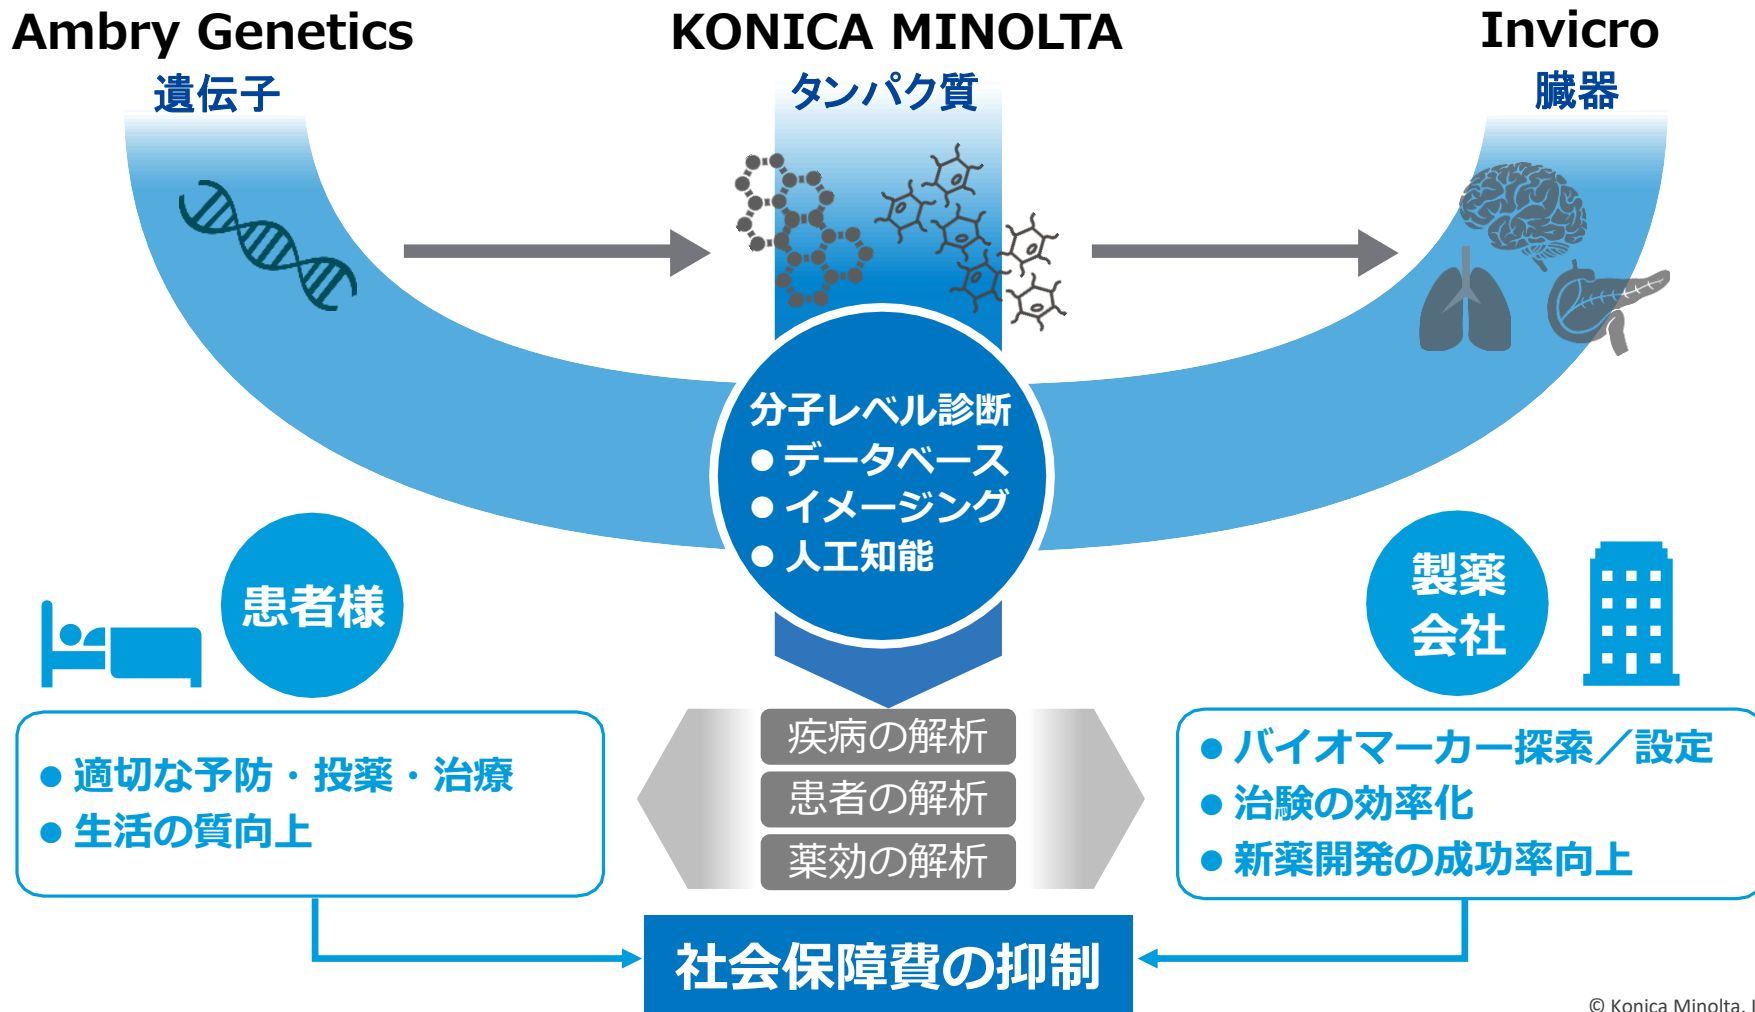 Ambry Genetics
遺伝子
KONICA MINOLTA
タンパク質
Invicro
臓器
分子レベル診断
● データベース
● イメージング
● 人工知能
患者様
製薬
会社
● 適切な予防・投薬・治療
● 生活の質向上
疾病の解析
患者の解析
薬効の解析
● バイオマーカー探索／設定
● 治験の効率化
● 新薬開発の成功率向上
社会保障費の抑制
© Konica Minolta,